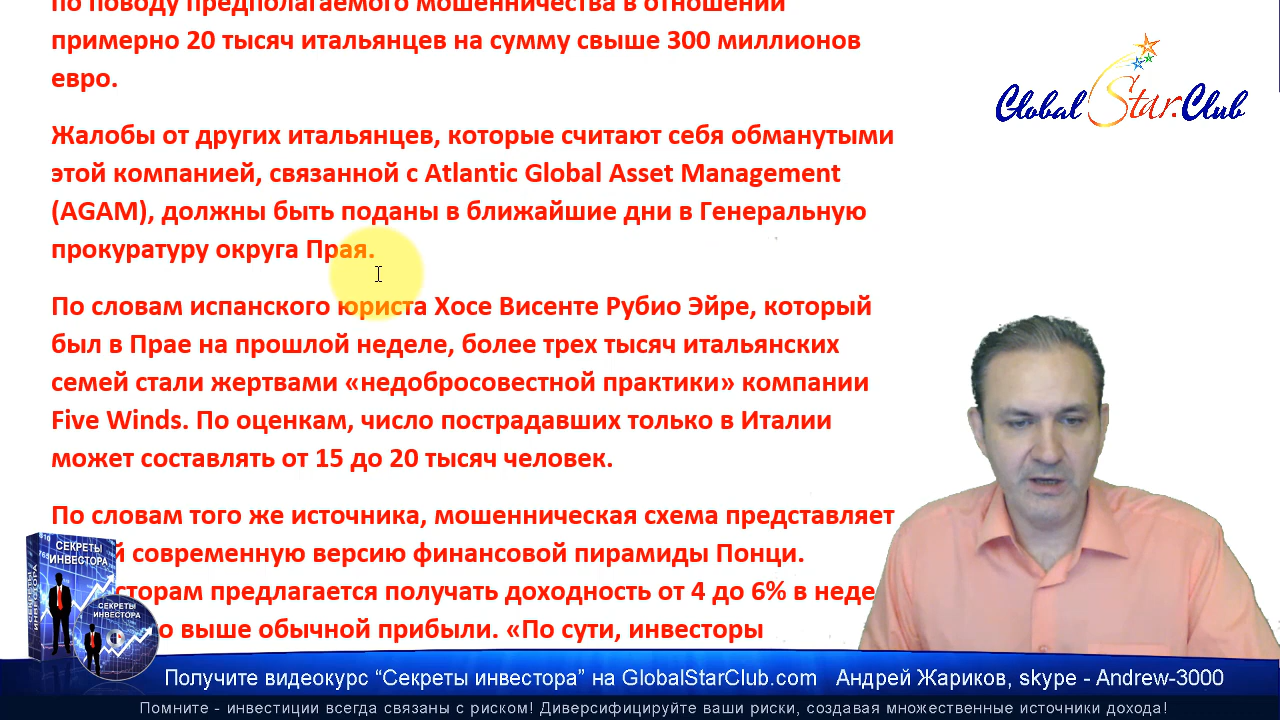 по поводу предполагаемого мошенничества в отношении
примерно 20 тысяч итальянцев на сумму свыше 300 миллионов
евро.
Жалобы от других итальянцев, которые считают себя обманутыми
этой компанией, связанной с Atlantic Global Asset Management
(AGAM), должны быть поданы в ближайшие дни в Генеральную
прокуратуру округа Прая.
По словам испанского юриста Хосе Висенте Рубио Эйре, который
был в Прае на прошлой неделе, более трех тысяч итальянских
семей стали жертвами «недобросовестной практики» компании
Five Winds. По оценкам, число пострадавших только в Италии
может составлять от 15 до 20 тысяч человек.
По словам того же источника, мошенническая схема представляет
современную версию финансовой пирамиды Понци.
предлагается получать доходность от 4 до 6% в
выше обычной прибыли. «По сути, инвесторы
Global Star.Club
СЕКРЕТЫ
ИНВЕСТОРА
СЕКРЕТЫ
ИНВЕСТОРА
СЕКРЕТЫ
ИНВЕСТОРА
Получите видеокурс “Секреты инвестора” на GlobalStarClub.com Андрей Жариков, skype - Andrew-3000
Помните - инвестиции всегда связаны с риском! Диверсифицируйте ваши риски, создавая множественные источники дохода!